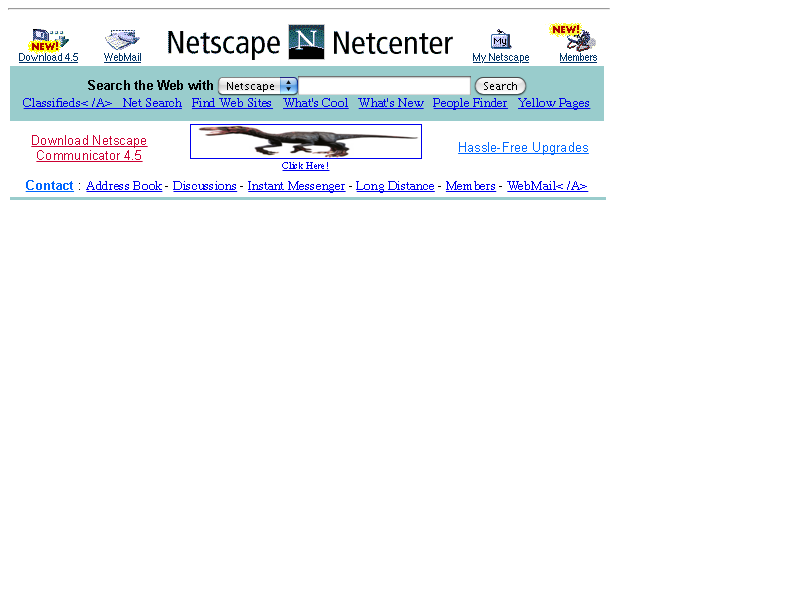 NEW! NEW!
Netscape N Netcenter
Download 4.5 WebMail My My Netscape Members
Search the Web with Netscape Search
Classifieds< /A> Net Search Find Web Sites What's Cool What's New People Finder Yellow Pages
Download Netscape
Communicator 4.5
Hassle-Free Upgrades
Click Here!
Contact : Address Book - Discussions - Instant Messenger - Long Distance - Members - WebMail< /A>